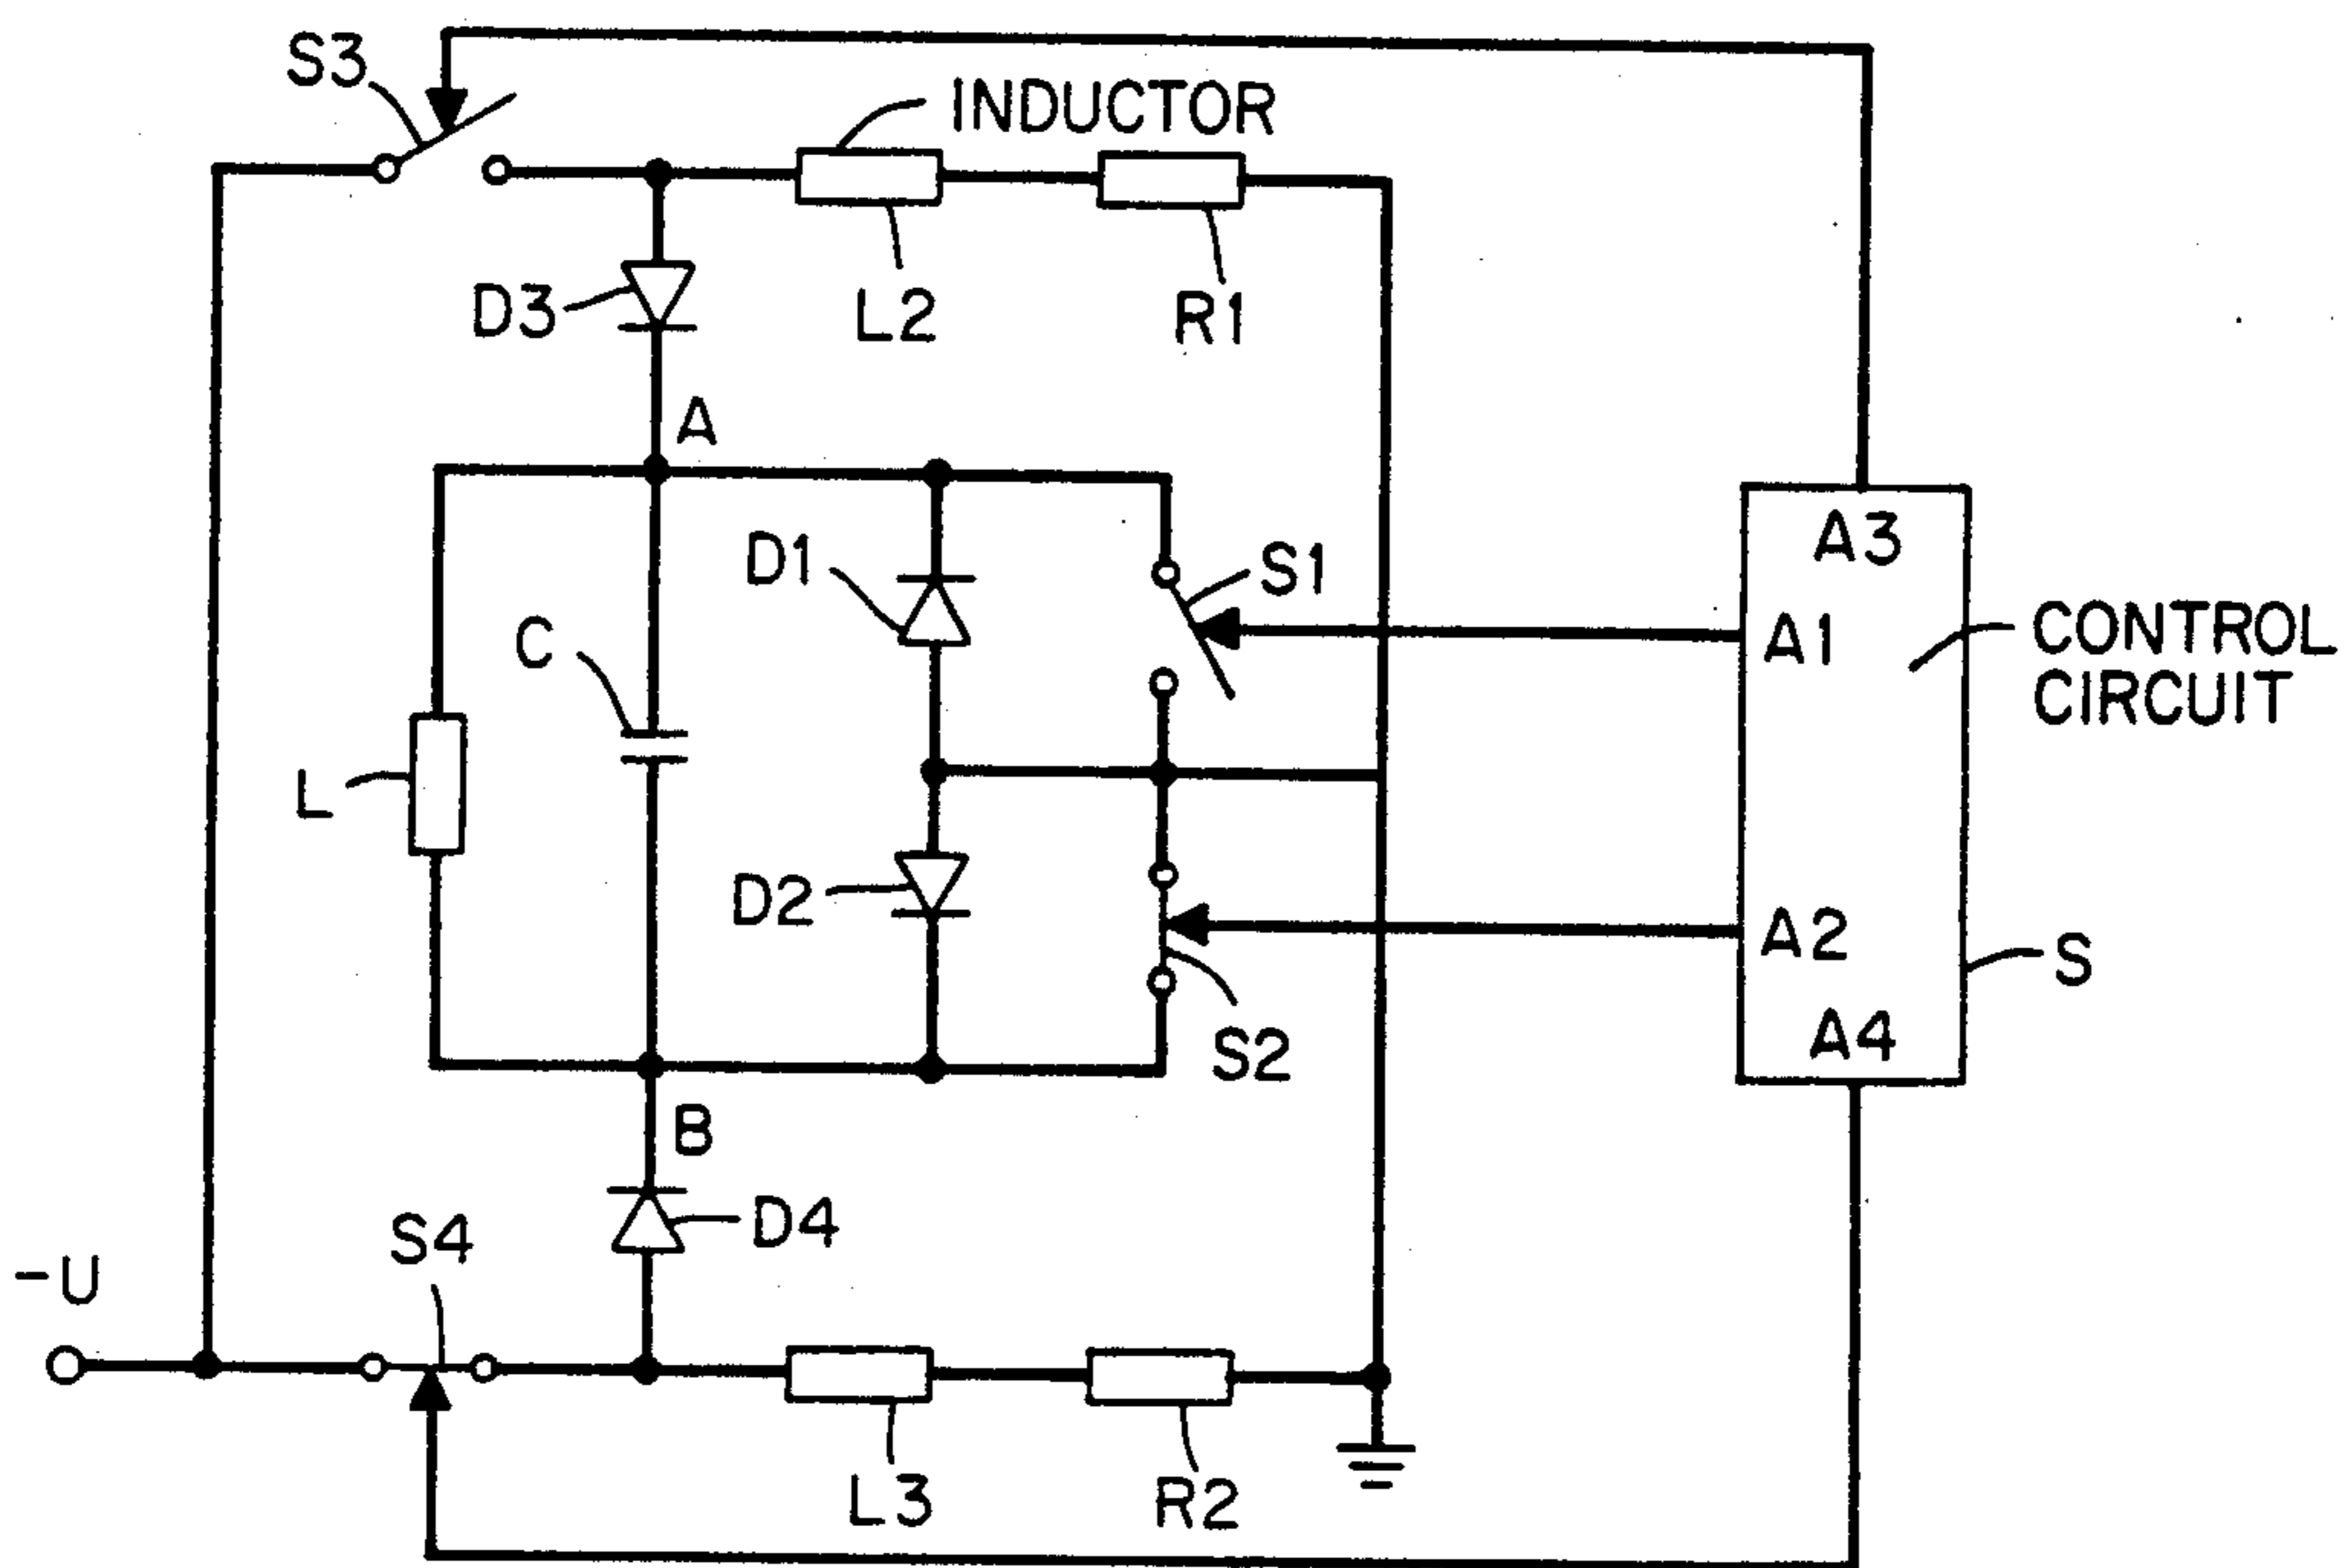 S3
INDUCTOR
D3
L2
R1
A
A3
D1
S1
C
A1
CONTROL
CIRCUIT
L
D2
A2
S
S2
A4
B
D4
S4
-U
L3
R2